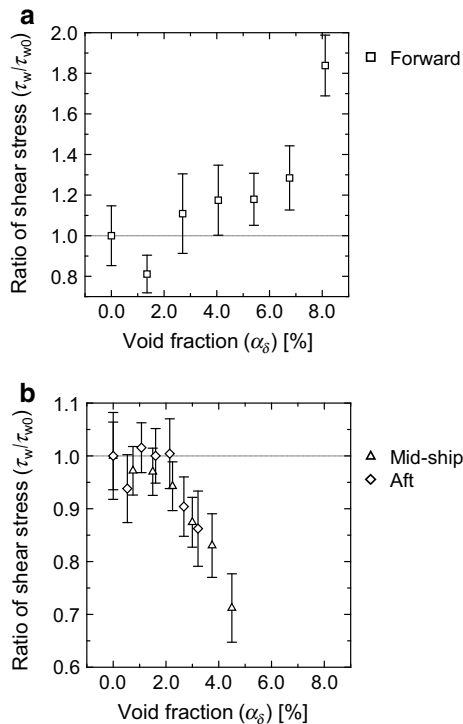 a
2.0
1.8
1.6
1.4
1.2
1.0
0.8
0.0 2.0 4.0 6.0 8.0
Ratio of shear stress (τw/τw0)
Void fraction (αδ) [%]
Forward
b
1.1
1.0
0.9
0.8
0.7
0.6
0.0 2.0 4.0 6.0 8.0
Ratio of shear stress (τw/τw0)
Void fraction (αδ) [%]
Mid-ship
Aft